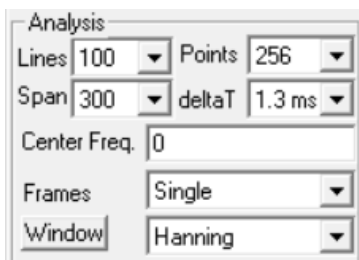 Analysis
Lines 100 Points 256
Span 300 deltaT 1.3 ms
Center Freq. 0
Frames Single
Window Hanning